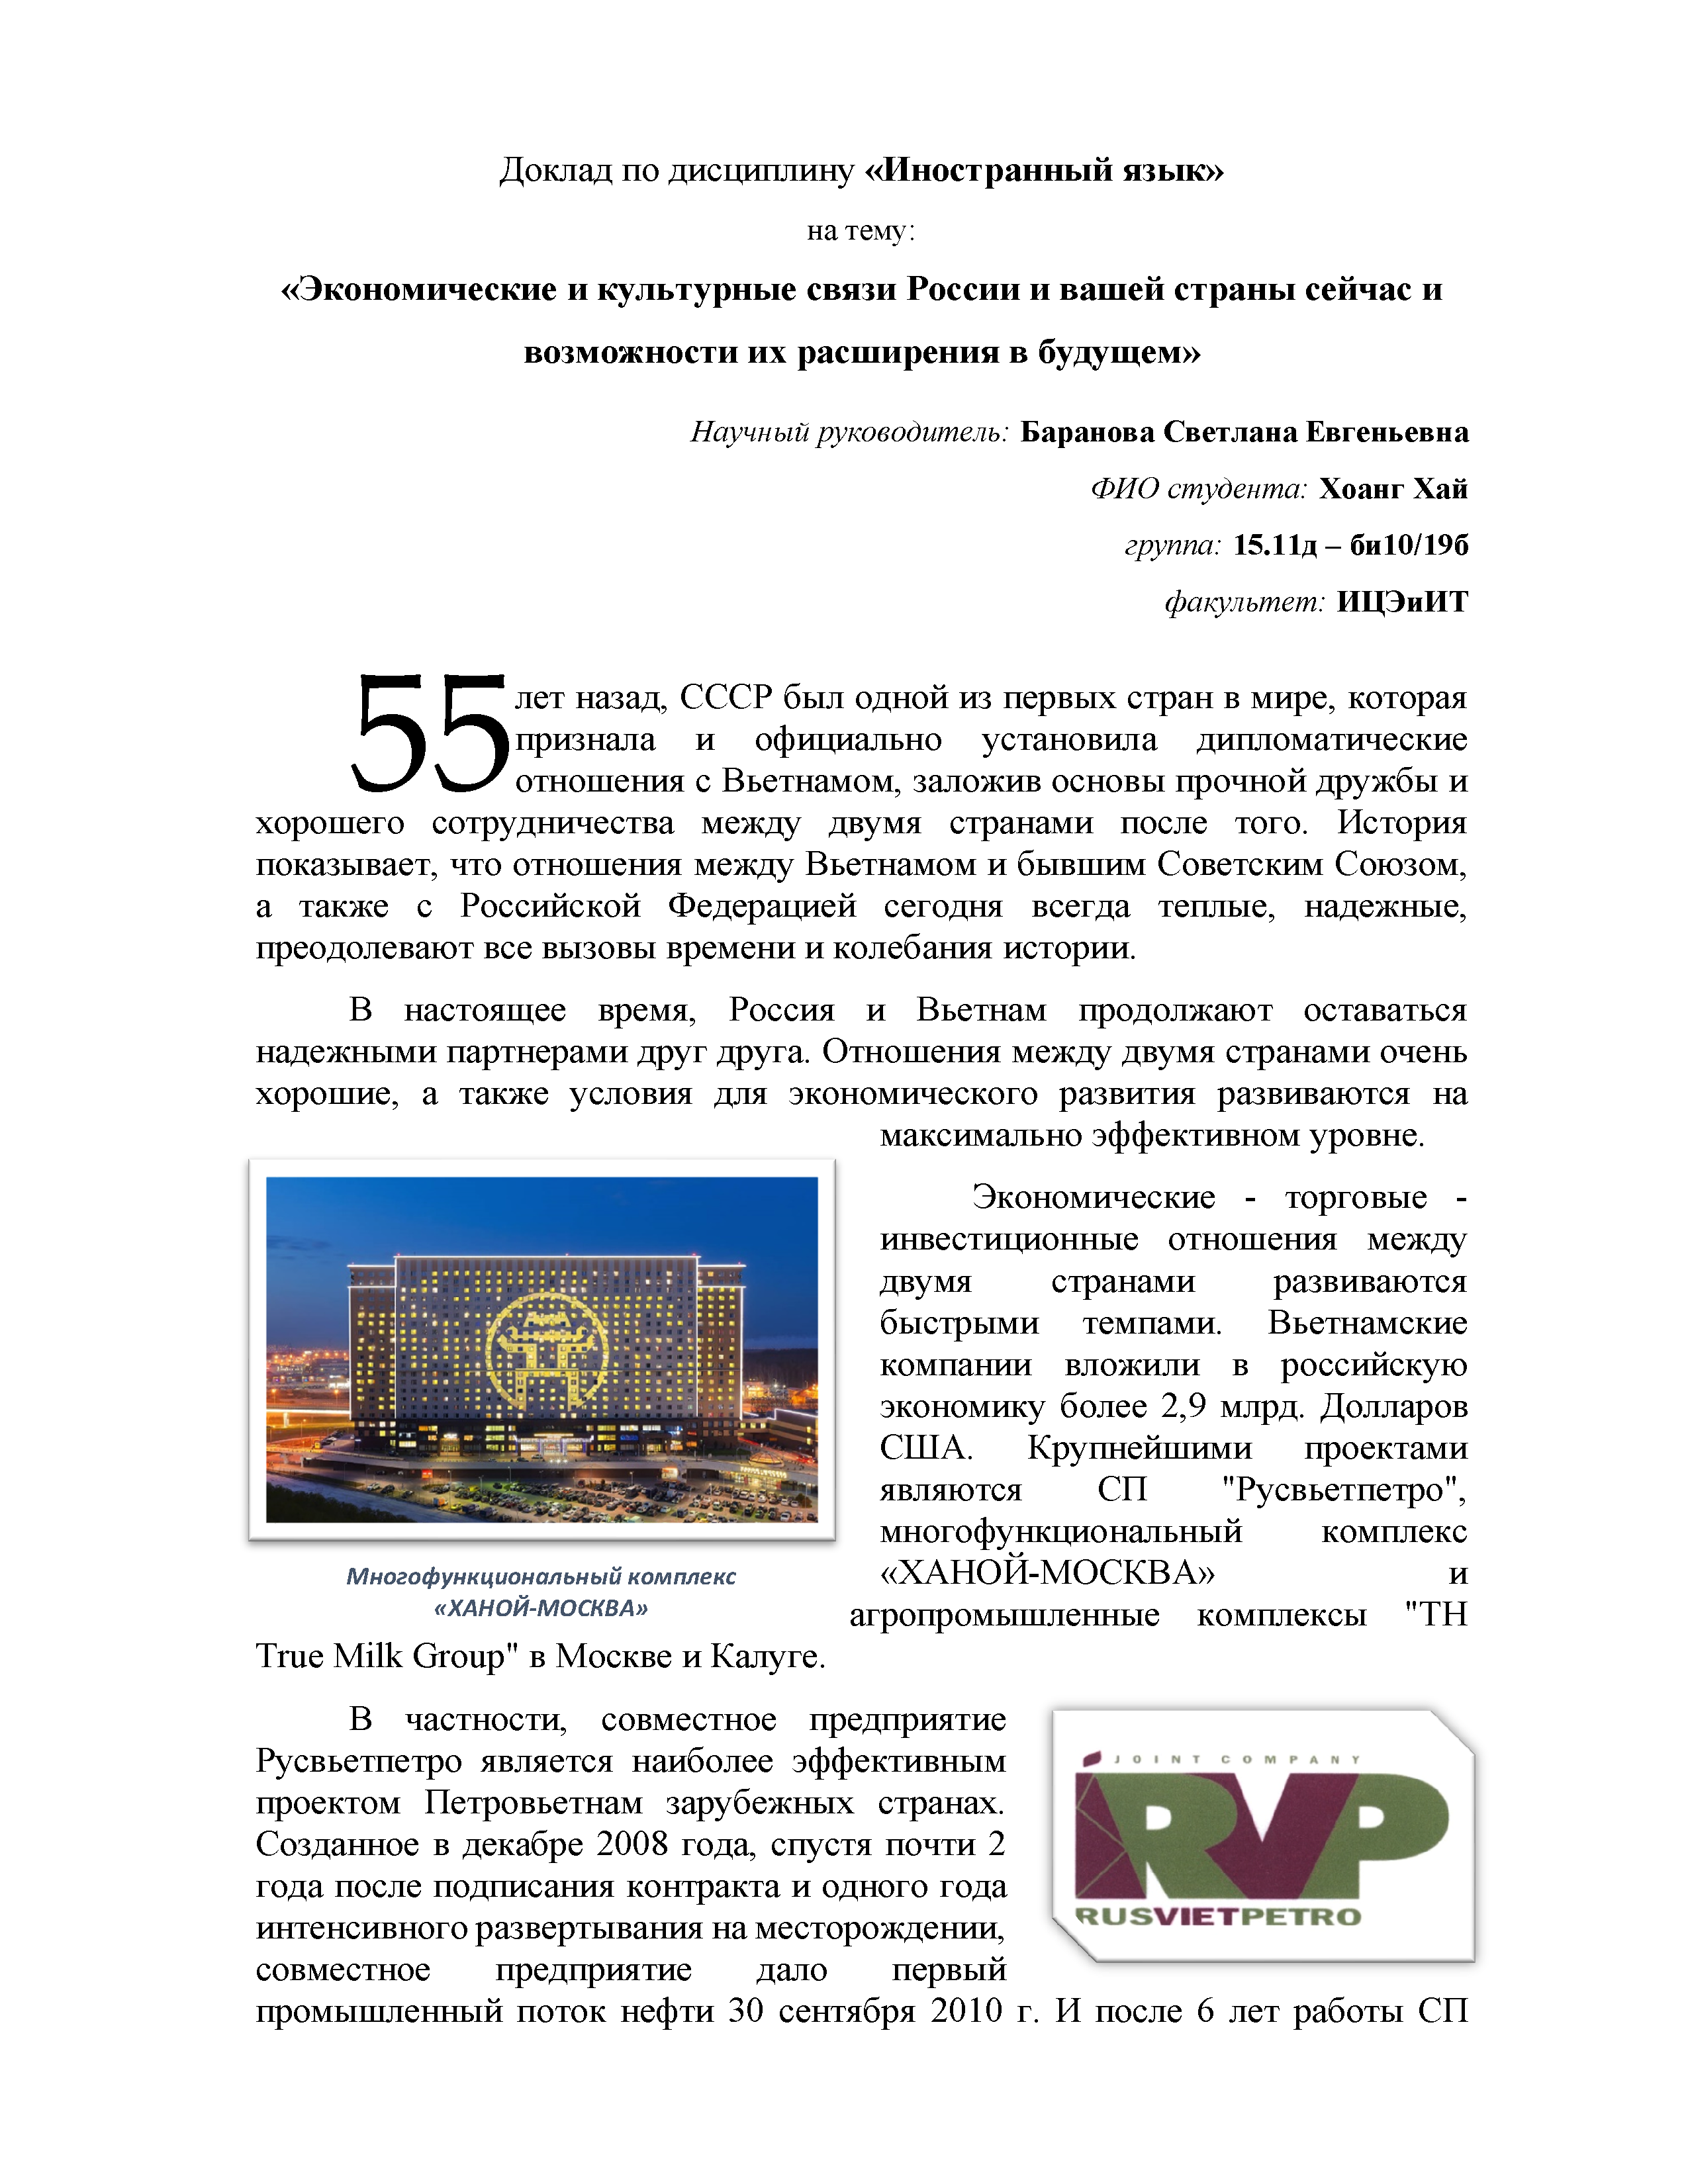 Доклад по дисциплину «Иностранный язык»
на тему:
«Экономические и культурные связи России и вашей страны сейчас и
возможности их расширения в будущем»
Научный руководитель: Баранова Светлана Евгеньевна
ФИО студента: Хоанг Хай
группа: 15.11д – би10/19б
факультет: ИЦЭиИТ
55 лет назад, СССР был одной из первых стран в мире, которая
признала и официально установила дипломатические
отношения с Вьетнамом, заложив основы прочной дружбы и
хорошего сотрудничества между двумя странами после того. История
показывает, что отношения между Вьетнамом и бывшим Советским Союзом,
а также с Российской Федерацией сегодня всегда теплые, надежные,
преодолевают все вызовы времени и колебания истории.
В настоящее время, Россия и Вьетнам продолжают оставаться
надежными партнерами друг друга. Отношения между двумя странами очень
хорошие, а также условия для экономического развития развиваются на
максимально эффективном уровне.
Экономические - торговые -
инвестиционные отношения между
двумя странами развиваются
быстрыми темпами. Вьетнамские
компании вложили в российскую
экономику более 2,9 млрд. Долларов
США. Крупнейшими проектами
являются СП "Русвьетпетро",
многофункциональный комплекс
«ХАНОЙ-МОСКВА» и
агропромышленные комплексы "TH
True Milk Group" в Москве и Калуге.
Многофункциональный комплекс
«ХАНОЙ-МОСКВА»
В частности, совместное предприятие
Русвьетпетро является наиболее эффективным
проектом Петровьетнам зарубежных странах.
Созданное в декабре 2008 года, спустя почти 2
года после подписания контракта и одного года
интенсивного развертывания на месторождении,
совместное предприятие дало первый
промышленный поток нефти 30 сентября 2010 г. И после 6 лет работы СП
JOINT COMPANY
RVP
RUSVIETPETRO